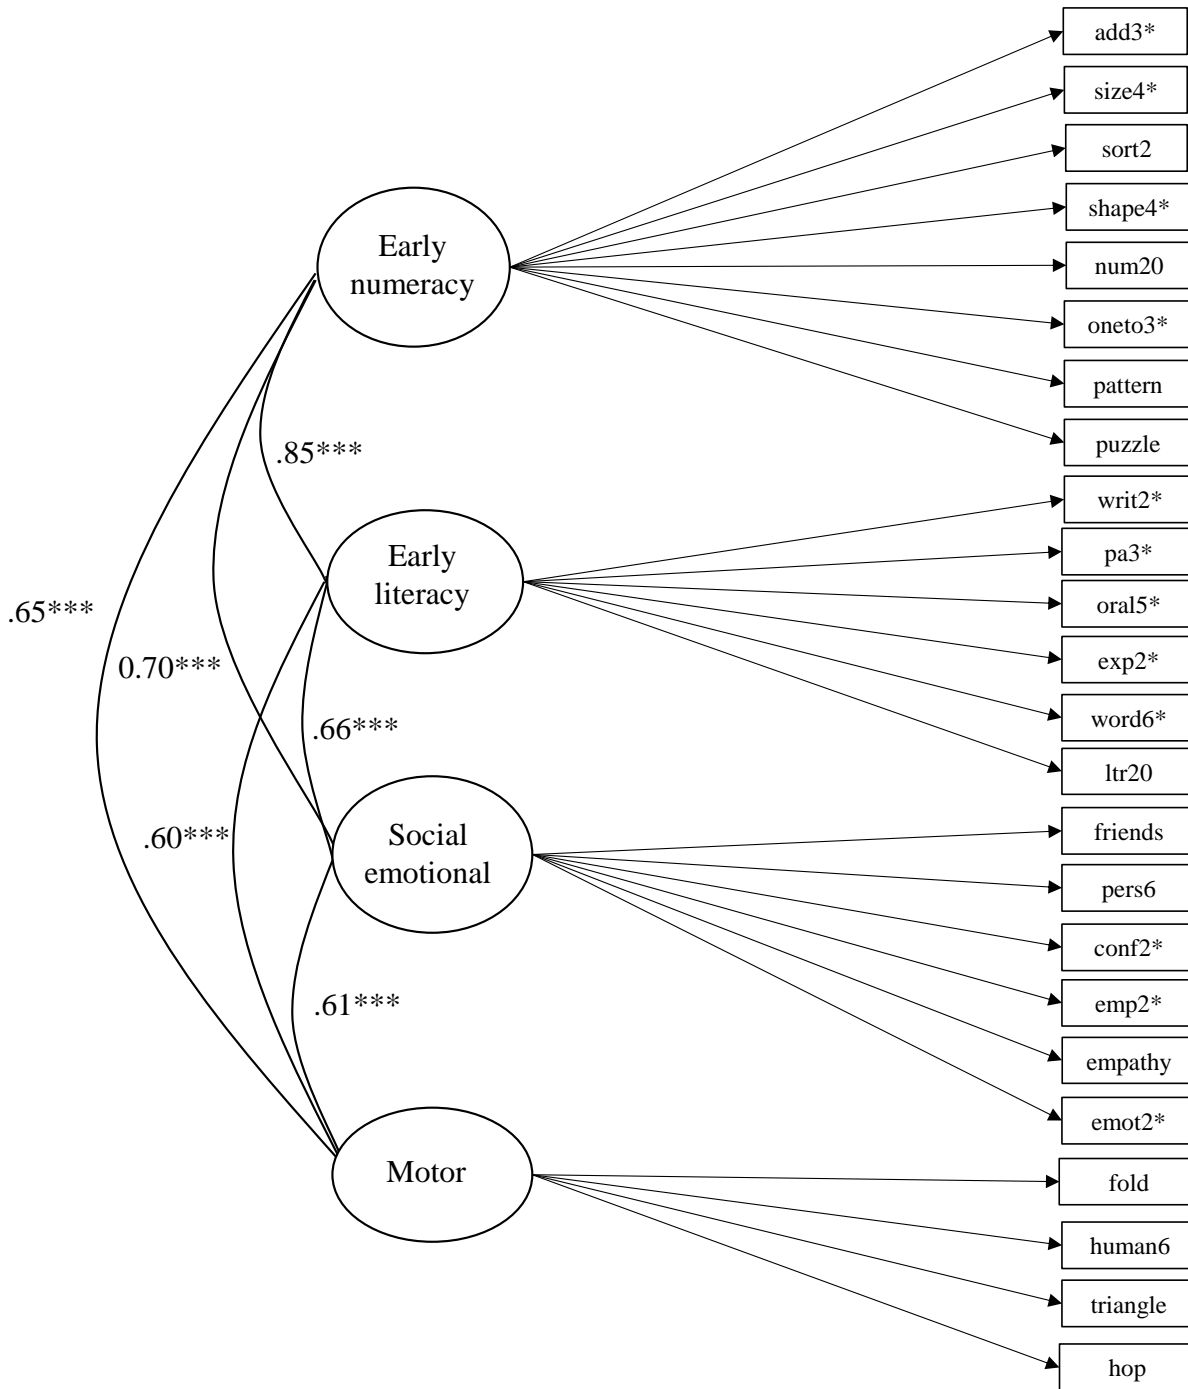 add3*
size4*
sort2
shape4*
num20
oneto3*
pattern
puzzle
writ2*
pa3*
oral5*
exp2*
word6*
ltr20
friends
pers6
conf2*
emp2*
empathy
emot2*
fold
human6
triangle
hop
Early
numeracy
Early
literacy
Social
emotional
Motor
.85***
.65***
0.70***
.66***
.60***
.61***